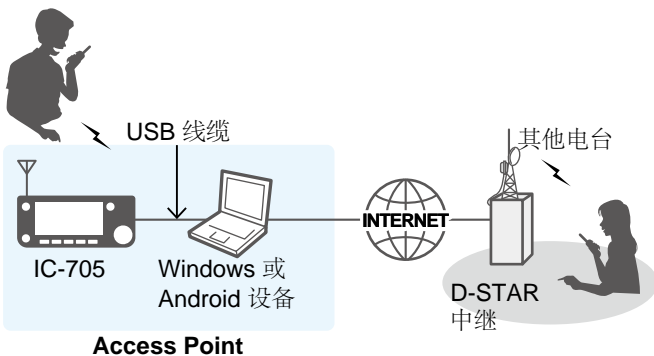 USB 线缆
其他电台
INTERNET
IC-705
Windows 或
Android 设备
D-STAR
中继
Access Point